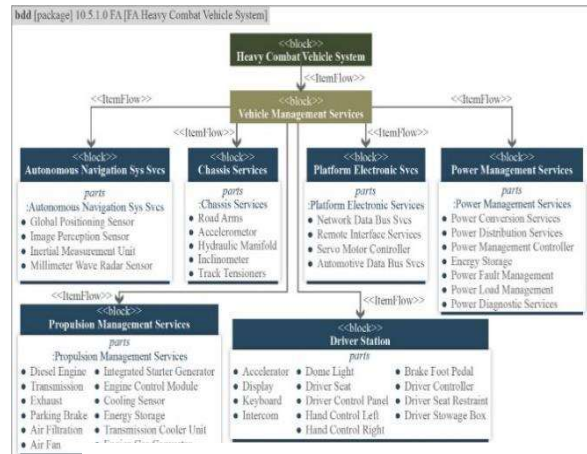 bdd [package] 10.5.1.0 FA [FA Heavy Combat Vehicle System]
<<block>>
Heavy Combat Vehicle System
<<ItemFlow>>
<<block>>
Vehicle Management Services
<<ItemFlow>>
<<ItemFlow>>
<<ItemFlow>>
<<ItemFlow>>
<<block>>
Autonomous Navigation Sys Svcs
parts
:Autonomous Navigation Sys Svcs
• Global Positioning Sensor
• Image Perception Sensor
• Inertial Measurement Unit
• Millimeter Wave Radar Sensor
<<block>>
Chassis Services
parts
:Chassis Services
• Road Arms
• Accelerometor
• Hydraulic Manifold
• Inclinometer
• Track Tensioners
<<block>>
Platform Electronic Svcs
parts
:Platform Electronic Services
• Network Data Bus Svcs
• Remote Interface Services
• Servo Motor Controller
• Automotive Data Bus Svcs
<<block>>
Power Management Services
parts
:Power Management Services
• Power Conversion Services
• Power Distribution Services
• Power Management Controller
• Energy Storage
• Power Fault Management
• Power Load Management
• Power Diagnostic Services
<<ItemFlow>>
<<ItemFlow>>
<<block>>
Propulsion Management Services
parts
:Propulsion Management Services
• Diesel Engine
• Transmission
• Exhaust
• Parking Brake
• Air Filtration
• Air Fan
• Integrated Starter Generator
• Engine Control Module
• Cooling Sensor
• Energy Storage
• Transmission Cooler Unit
<<block>>
Driver Station
parts
• Accelerator
• Display
• Keyboard
• Intercom
• Dome Light
• Driver Seat
• Driver Control Panel
• Hand Control Left
• Hand Control Right
• Brake Foot Pedal
• Driver Controller
• Driver Seat Restraint
• Driver Stowage Box